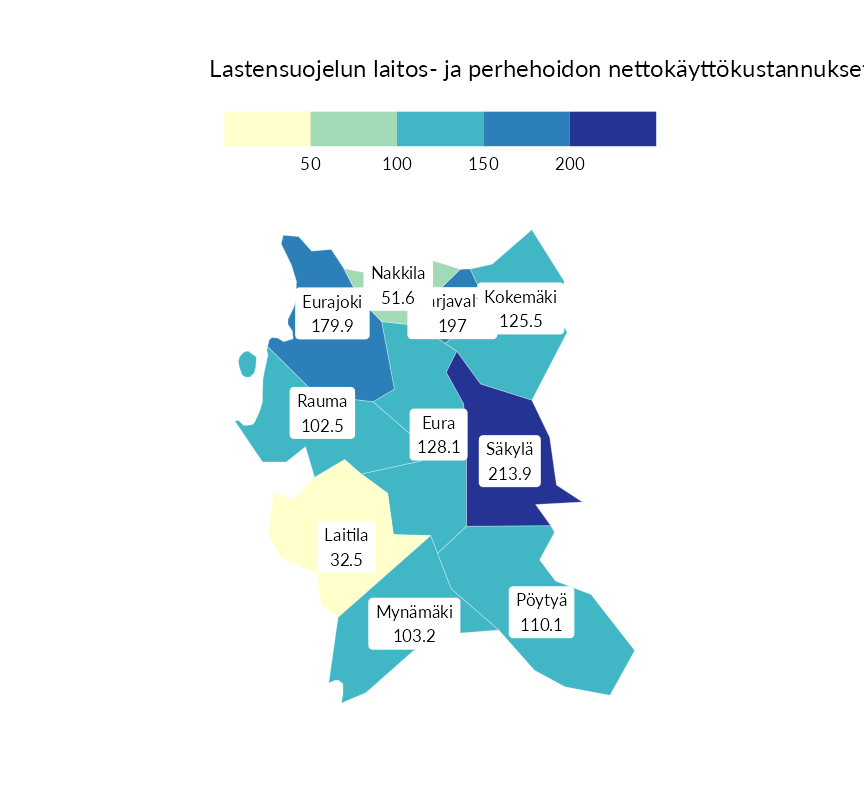 Lastensuojelun laitos- ja perhehoidon nettokäyttökustannukset
50 100 150 200
Nakkila
51.6
Eurajoki
179.9
197
Kokemäki
125.5
Rauma
102.5
Eura
128.1
Säkylä
213.9
Laitila
32.5
Pöytyä
110.1
Mynämäki
103.2